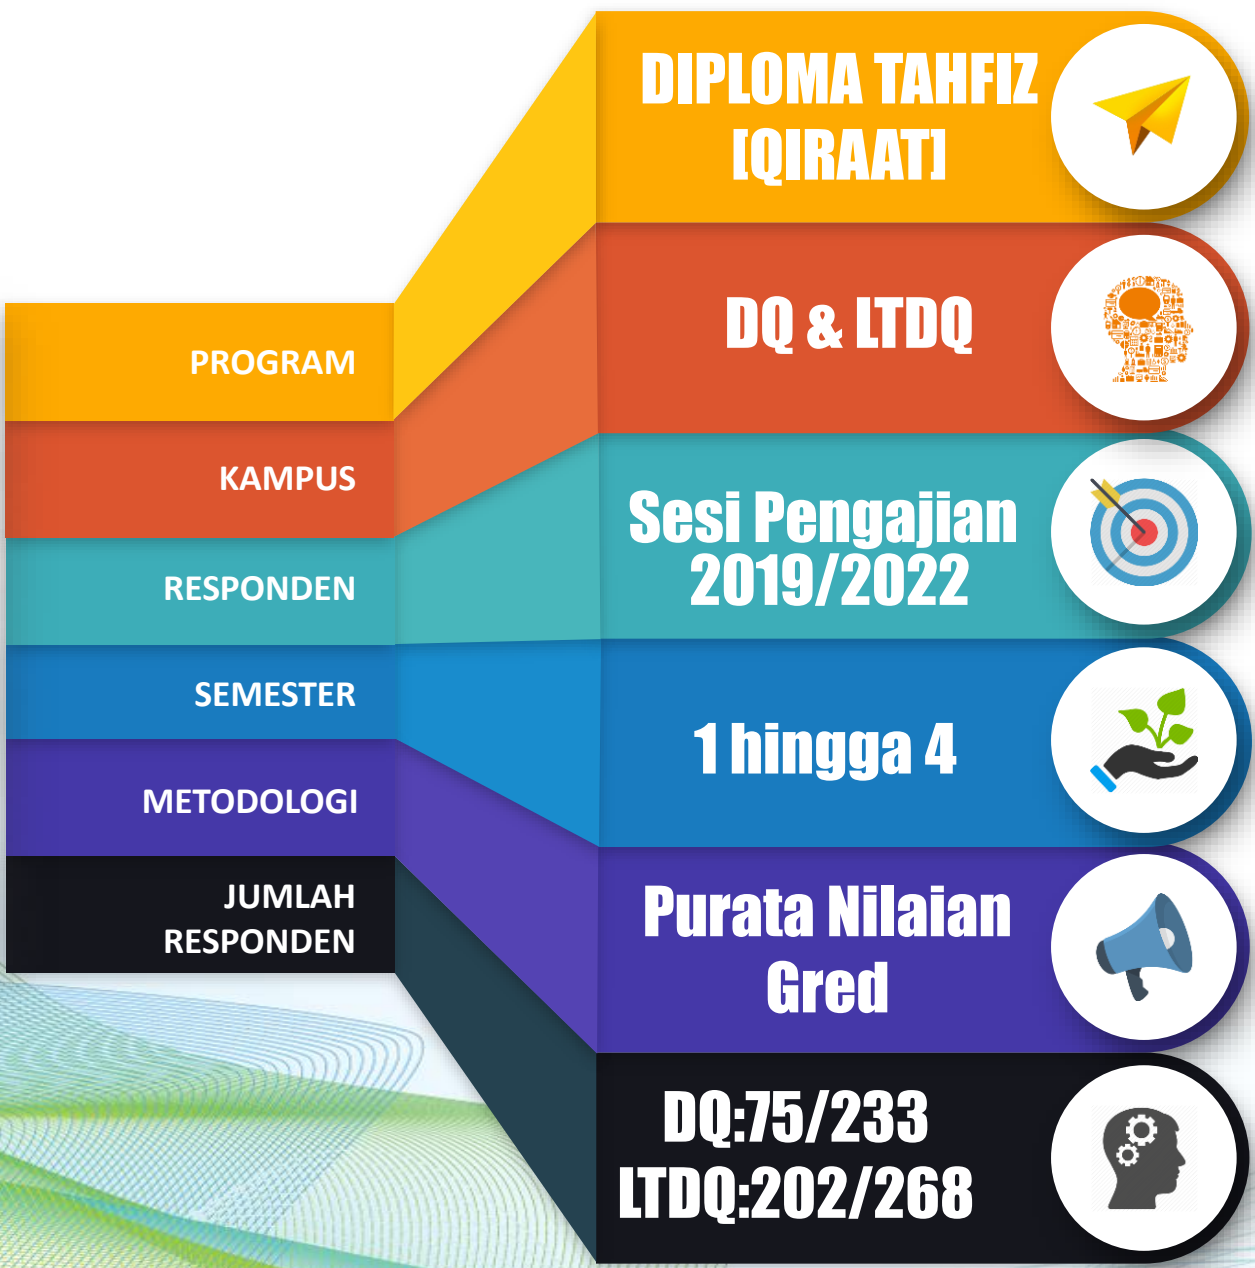 PROGRAM
DIPLOMA TAHFIZ
[QIRAAT]
KAMPUS
DQ & LTDQ
RESPONDEN
Sesi Pengajian
2019/2022
SEMESTER
1 hingga 4
METODOLOGI
Purata Nilaian
Gred
JUMLAH
RESPONDEN
DQ:75/233
LTDQ:202/268